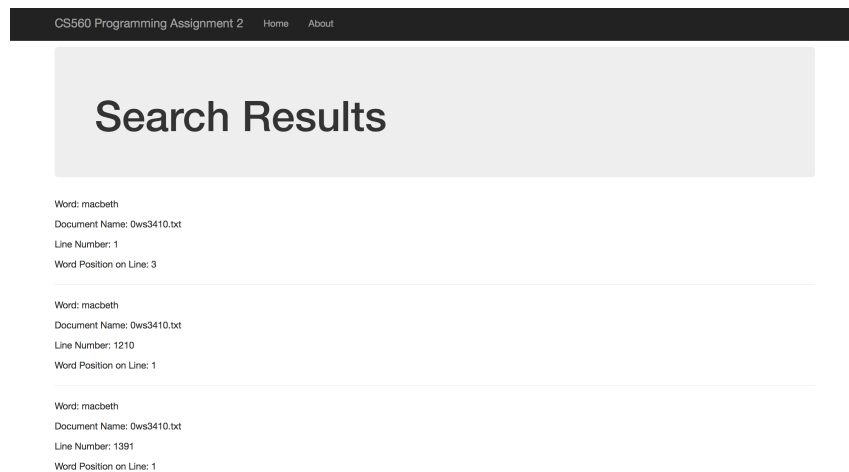 CS560 Programming Assignment 2 Home About
Search Results
Word: macbeth
Document Name: 0ws3410.txt
Line Number: 1
Word Position on Line: 3
Word: macbeth
Document Name: 0ws3410.txt
Line Number: 1210
Word Position on Line: 1
Word: macbeth
Document Name: 0ws3410.txt
Line Number: 1391
Word Position on Line: 1